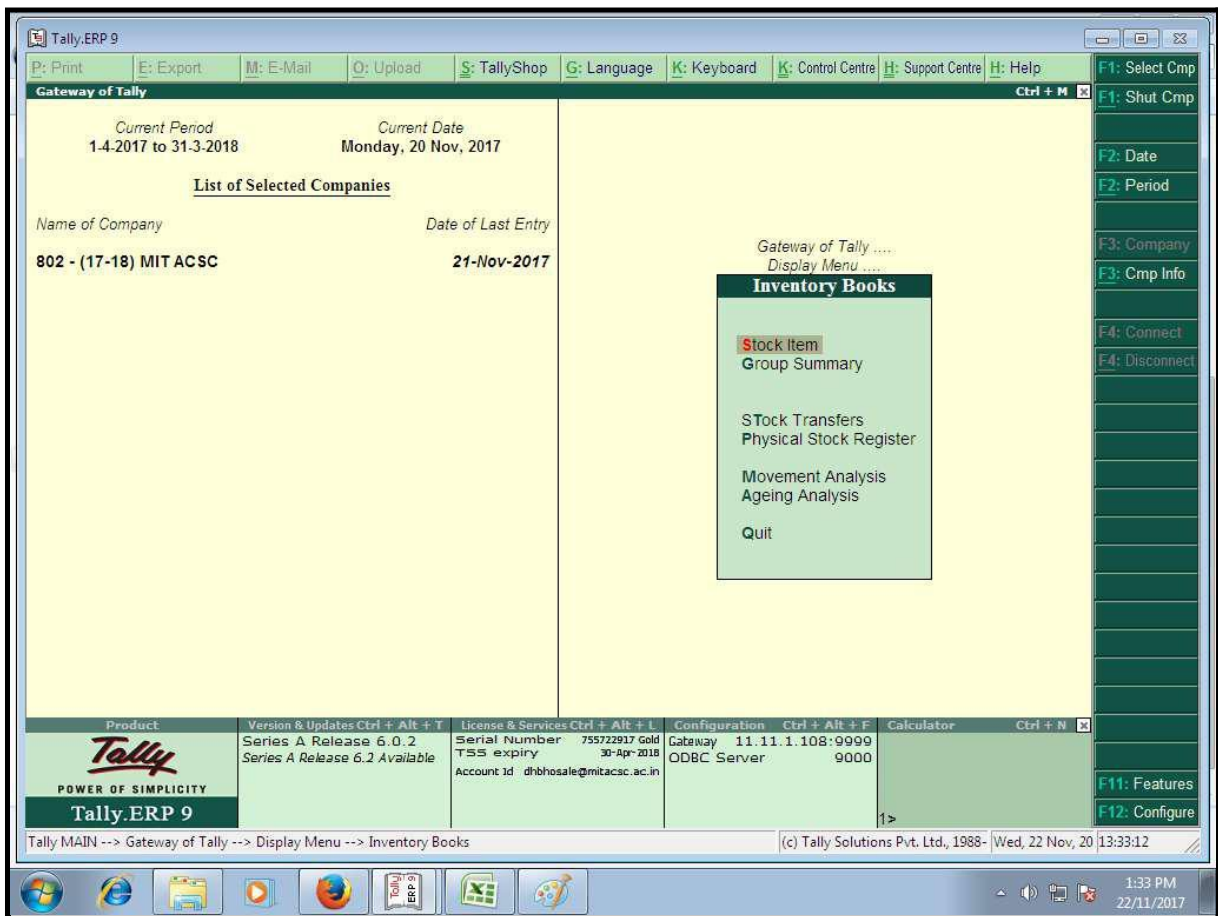 Tally.ERP 9
P: Print E: Export M: E-Mail O: Upload S: TallyShop G: Language K: Keyboard K: Control Centre H: Support Centre H: Help
Gateway of Tally Ctrl + M
Current Period Current Date
1-4-2017 to 31-3-2018 Monday, 20 Nov, 2017
List of Selected Companies
Name of Company Date of Last Entry
802 - (17-18) MIT ACSC 21-Nov-2017
Gateway of Tally ....
Display Menu ....
Inventory Books
Stock Item
Group Summary
STock Transfers
Physical Stock Register
Movement Analysis
Ageing Analysis
Quit
F1: Select Cmp
F1: Shut Cmp
F2: Date
F2: Period
F3: Company
F3: Cmp Info
F4: Connect
F4: Disconnect
F11: Features
F12: Configure
Product
Tally
POWER OF SIMPLICITY
Tally.ERP 9
Version & Updates Ctrl + Alt + T
Series A Release 6.0.2
Series A Release 6.2 Available
License & Services Ctrl + Alt + L
Serial Number 755722917 Gold
TSS expiry 30-Apr-2018
Account Id dhbhosale@mitacsc.ac.in
Configuration Ctrl + Alt + F
Gateway 11.11.1.108:9999
ODBC Server 9000
Calculator Ctrl + N
1>
Tally MAIN --> Gateway of Tally --> Display Menu --> Inventory Books (c) Tally Solutions Pvt. Ltd., 1988- Wed, 22 Nov, 20 13:33:12
Tally
ERP 9
1:33 PM
22/11/2017